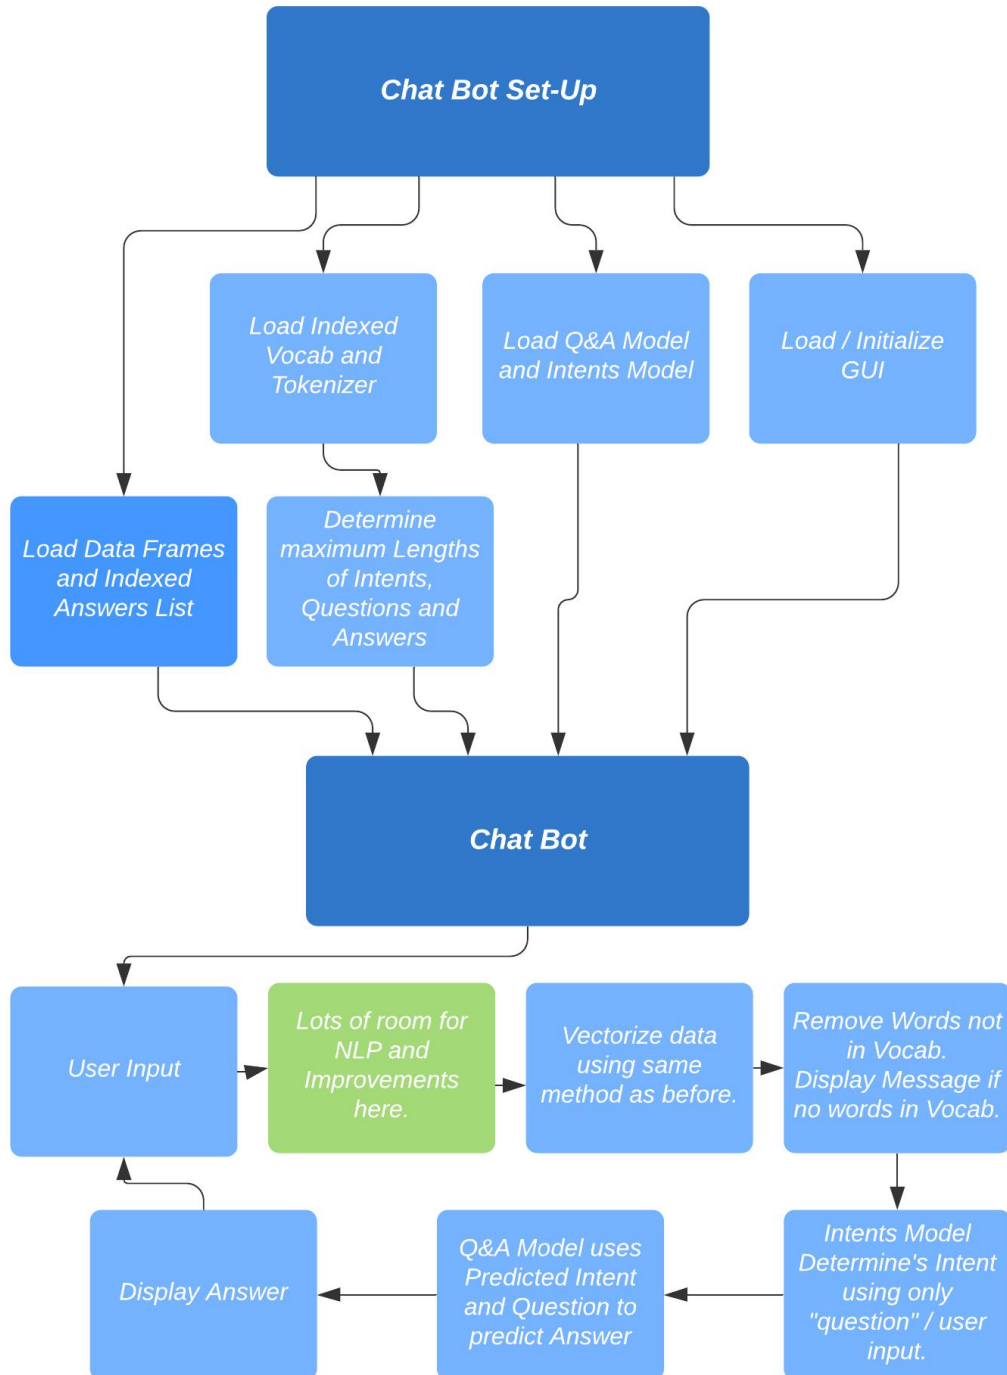 Chat Bot Set-Up
Load Indexed
Vocab and
Tokenizer
Load Q&A Model
and Intents Model
Load / Initialize
GUI
Load Data Frames
and Indexed
Answers List
Determine
maximum Lengths
of Intents,
Questions and
Answers
Chat Bot
User Input
Lots of room for
NLP and
Improvements
here.
Vectorize data
using same
method as before.
Remove Words not
in Vocab.
Display Message if
no words in Vocab.
Intents Model
Determine's Intent
using only
"question" / user
input.
Q&A Model uses
Predicted Intent
and Question to
predict Answer
Display Answer